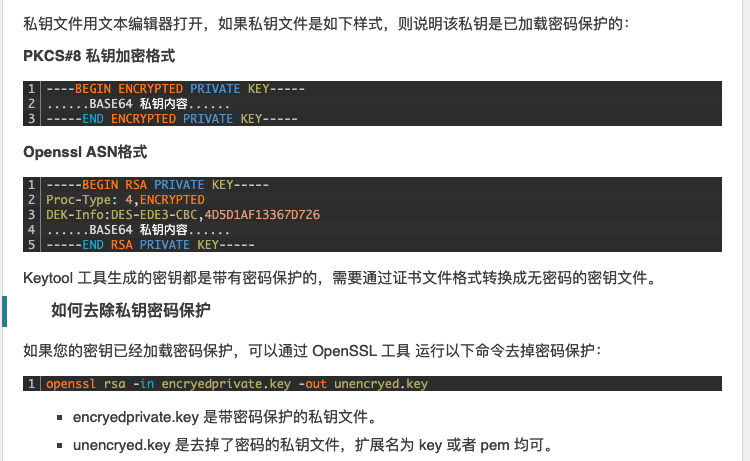 私钥文件用文本编辑器打开，如果私钥文件是如下样式，则说明该私钥是已加载密码保护的：
PKCS#8 私钥加密格式
1 ----BEGIN ENCRYPTED PRIVATE KEY-----
2 ......BASE64 私钥内容......
3 -----END ENCRYPTED PRIVATE KEY-----
Openssl ASN格式
1 -----BEGIN RSA PRIVATE KEY-----
2 Proc-Type: 4,ENCRYPTED
3 DEK-Info:DES-EDE3-CBC,4D5D1AF13367D726
4 ......BASE64 私钥内容......
5 -----END RSA PRIVATE KEY-----
Keytool 工具生成的密钥都是带有密码保护的，需要通过证书文件格式转换成无密码的密钥文件。
如何去除私钥密码保护
如果您的密钥已经加载密码保护，可以通过 OpenSSL 工具 运行以下命令去掉密码保护：
1 openssl rsa -in encryedprivate.key -out unencryed.key
▪ encryedprivate.key 是带密码保护的私钥文件。
▪ unencryed.key 是去掉了密码的私钥文件，扩展名为 key 或者 pem 均可。